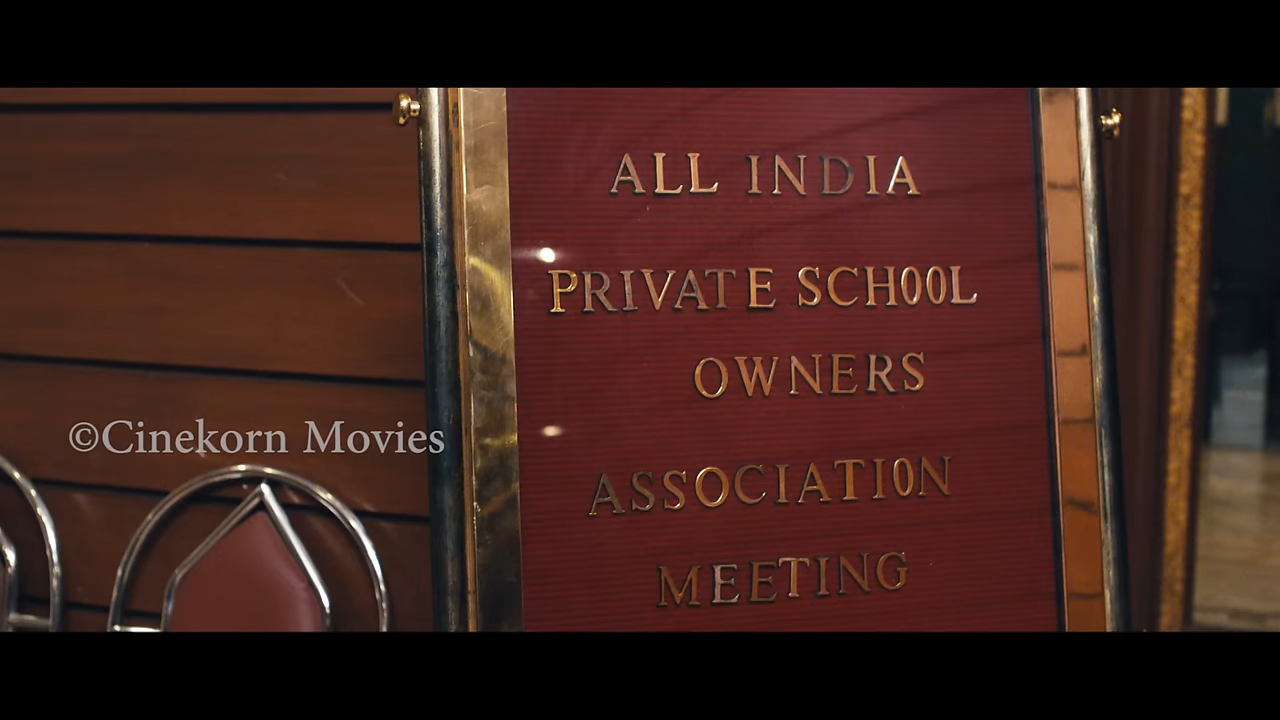 ALL INDIA
PRIVATE SCHOOL
OWNERS
ASSOCIATION
MEETING
©Cinekorn Movies